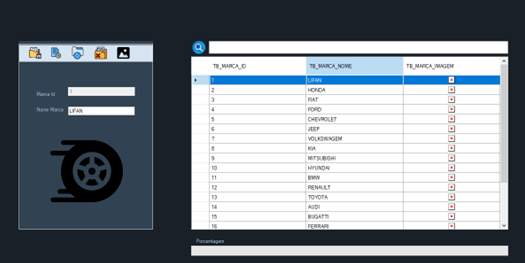 Marca Id
1
Nome Marca
LIFAN
TB_MARCA_ID TB_MARCA_NOME TB_MARCA_IMAGEM
1 LIFAN
2 HONDA
3 FIAT
4 FORD
5 CHEVROLET
6 JEEP
7 VOLKSWAGEM
8 KIA
9 MITSUBISHI
10 HYUNDAI
11 BMW
12 RENAULT
13 TOYOTA
14 AUDI
15 BUGATTI
16 FERRARI
Porcentagem